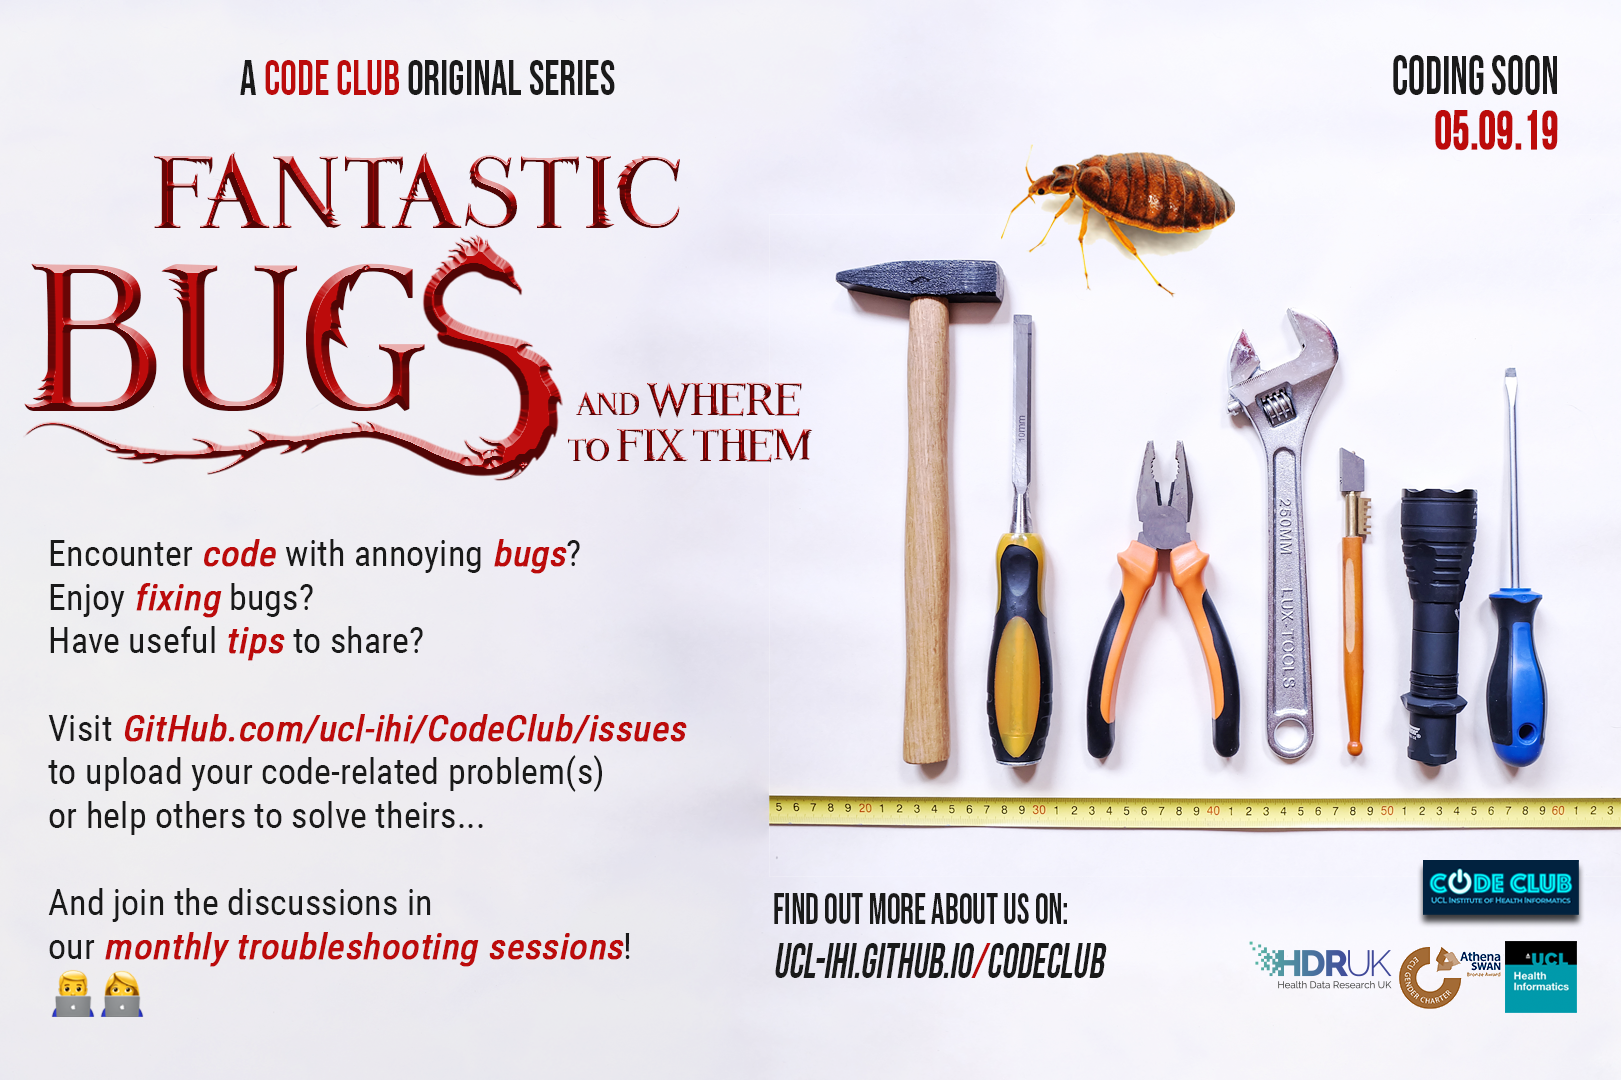 A CODE CLUB ORIGINAL SERIES
CODING SOON
05.09.19
FANTASTIC
BUGS
AND WHERE
TO FIX THEM
Encounter code with annoying bugs?
Enjoy fixing bugs?
Have useful tips to share?
Visit GitHub.com/ucl-ihi/CodeClub/issues
to upload your code-related problem(s)
or help others to solve theirs...
And join the discussions in
our monthly troubleshooting sessions!
10mm
250MM LUX-TOOLS
5 6 7 8 9 20 1 2 3 4 5 6 7 8 9 30 1 2 3 4 5 6 7 8 9 40 1 2 3 4 5 6 7 8 9 50 1 2 3 4 5 6 7 8 9 60 1 2 3
FIND OUT MORE ABOUT US ON:
UCL-IHI.GITHUB.IO/CODECLUB
CODE CLUB
UCL INSTITUTE OF HEALTH INFORMATICS
HDRUK
Health Data Research UK
ECU GENDER CHARTER
Athena
SWAN
Bronze Award
UCL
Health
Informatics